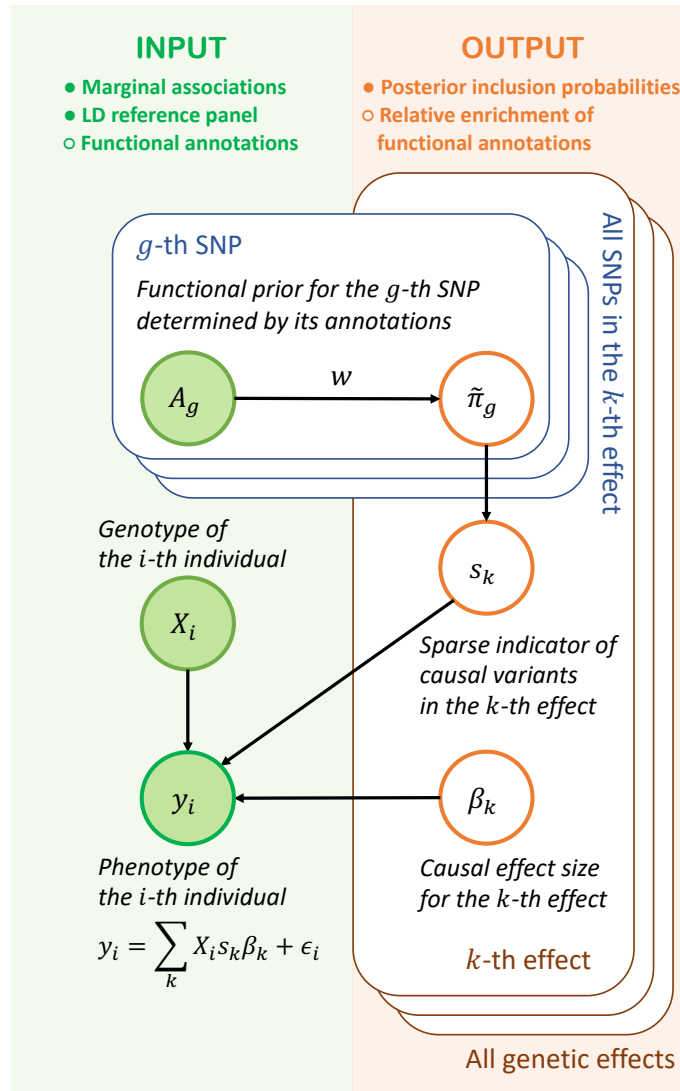 INPUT
● Marginal associations
● LD reference panel
○ Functional annotations
OUTPUT
● Posterior inclusion probabilities
○ Relative enrichment of
functional annotations
g-th SNP
Functional prior for the g-th SNP
determined by its annotations
A_g
w
π̃_g
All SNPs in the k-th effect
Genotype of
the i-th individual
X_i
s_k
Sparse indicator of
causal variants
in the k-th effect
y_i
β_k
Phenotype of
the i-th individual
y_i = ∑_k X_i s_k β_k + ϵ_i
Causal effect size
for the k-th effect
k-th effect
All genetic effects